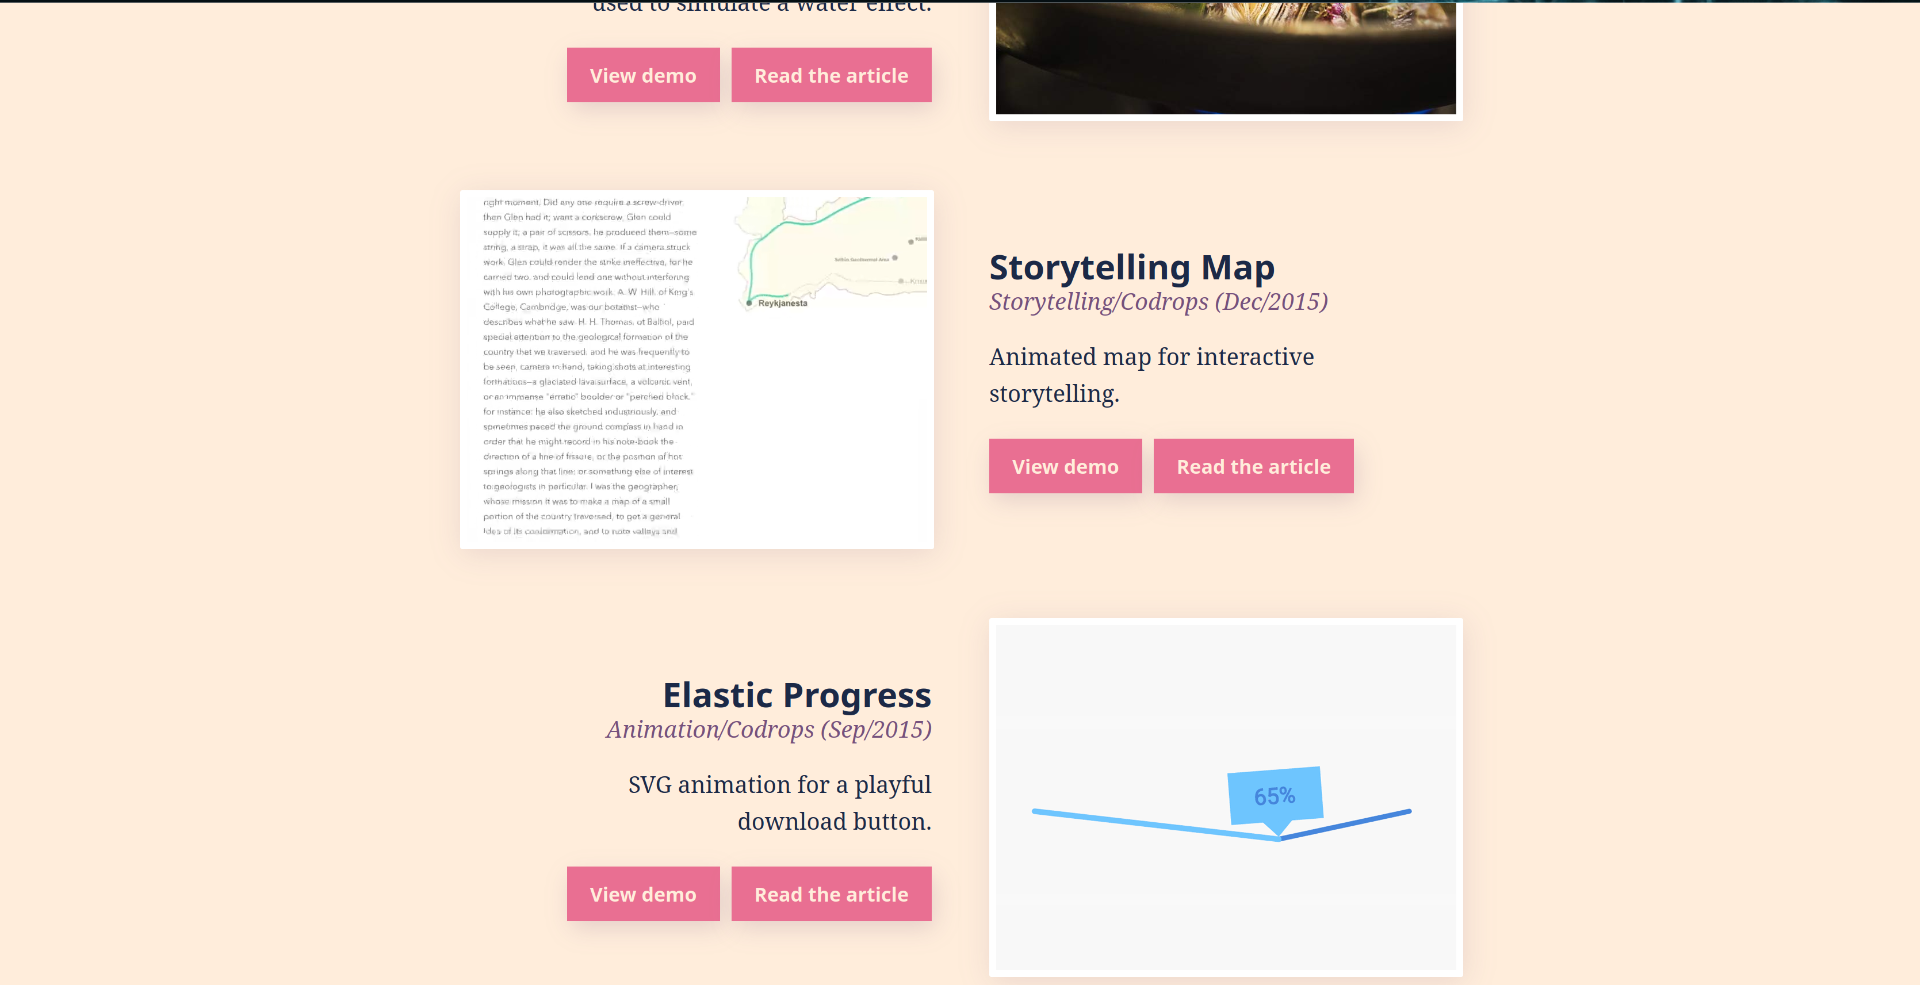 used to simulate a water effect.
View demo
Read the article
right moment. Did any one require a screw-driver,
then Glen had it; want a corkscrew, Glen could
supply it; a pair of scissors, he produced them—some
string, a strap, it was all the same. If a camera struck
work, Glen could render the strike ineffective, for he
carried two, and could lend one without interfering
with his own photographic work. A. W. Hill, of King's
College, Cambridge, was our botanist—who
describes what he saw. H. H. Thomas, of Balliol, paid
special attention to the geological formation of the
country that we traversed, and he was frequently to
be seen, camera in hand, taking shots at interesting
formations—a glaciated lava surface, a volcanic vent,
or an immense "erratic" boulder or "perched block,"
for instance: he also sketched industriously, and
sometimes paced the ground compass in hand in
order that he might record in his note-book the
direction of a line of fissure, or the position of hot
springs along that line; or something else of interest
to geologists in particular. I was the geographer,
whose mission it was to make a map of a small
portion of the country traversed, to get a general
idea of its conformation, and to note valleys and
Reykjanesta
Storytelling Map
Storytelling/Codrops (Dec/2015)
Animated map for interactive
storytelling.
View demo
Read the article
Elastic Progress
Animation/Codrops (Sep/2015)
SVG animation for a playful
download button.
View demo
Read the article
65%